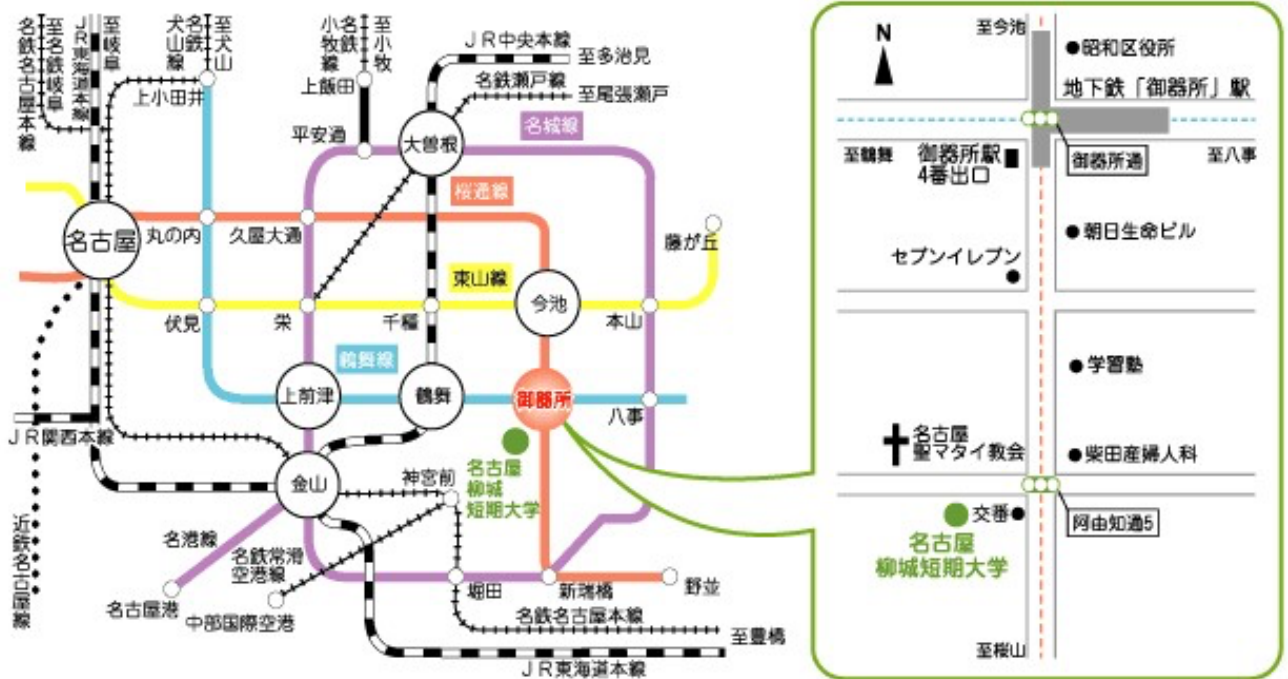 名鉄名古屋本線
至名鉄岐阜
JR東海道本線
至岐阜
犬山線
名鉄
至犬山
小牧線
名鉄
至小牧
JR中央本線
至多治見
名鉄瀬戸線
至尾張瀬戸
上小田井
上飯田
平安通
大曽根
名城線
桜通線
名古屋
丸の内
久屋大通
藤が丘
東山線
今池
伏見
栄
千種
本山
鶴舞線
上前津
鶴舞
御器所
八事
JR関西本線
金山
神宮前
名古屋
柳城
短期大学
近鉄名古屋線
名港線
名鉄常滑
空港線
名古屋港
中部国際空港
堀田
新瑞橋
野並
名鉄名古屋本線
至豊橋
JR東海道本線
N
至今池
昭和区役所
地下鉄「御器所」駅
至鶴舞
御器所駅
4番出口
御器所通
至八事
朝日生命ビル
セブンイレブン
学習塾
名古屋
聖マタイ教会
柴田産婦人科
交番
阿由知通5
名古屋
柳城短期大学
至桜山